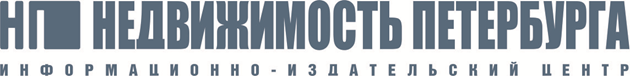 НП НЕДВИЖИМОСТЬ ПЕТЕРБУРГА
ИНФОРМАЦИОННО-ИЗДАТЕЛЬСКИЙ ЦЕНТР